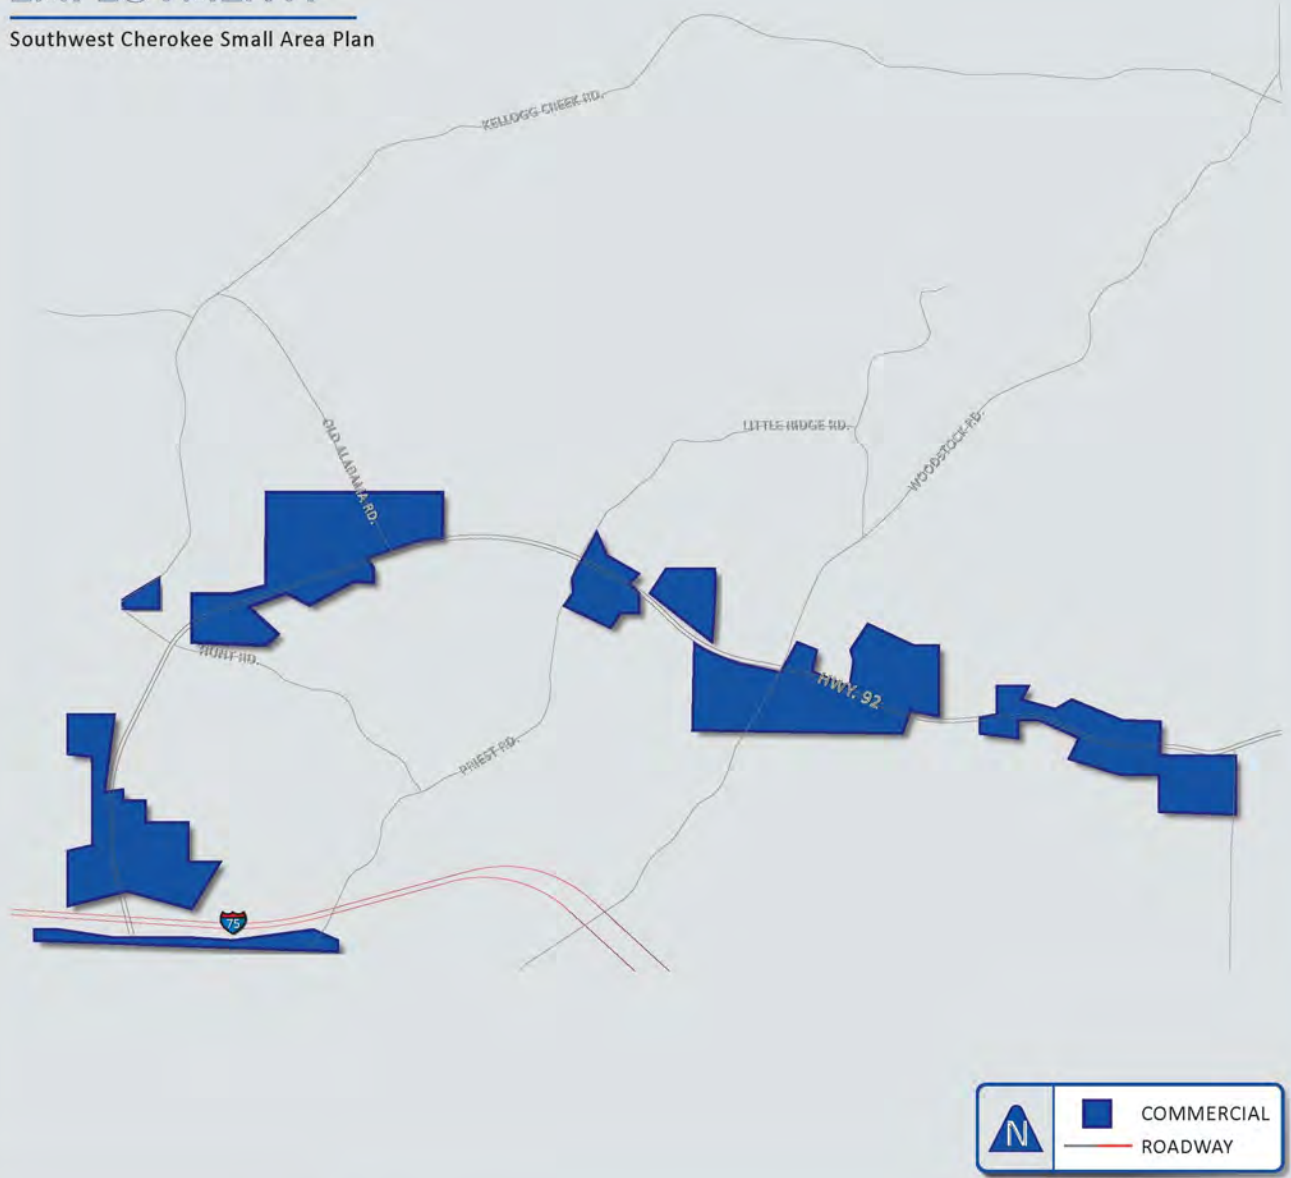 Southwest Cherokee Small Area Plan
KELLOGG CREEK RD.
OLD ALABAMA RD.
LITTLE RIDGE RD.
WOODSTOCK RD.
HUNT RD.
HWY. 92
PRIEST RD.
75
N
COMMERCIAL
ROADWAY